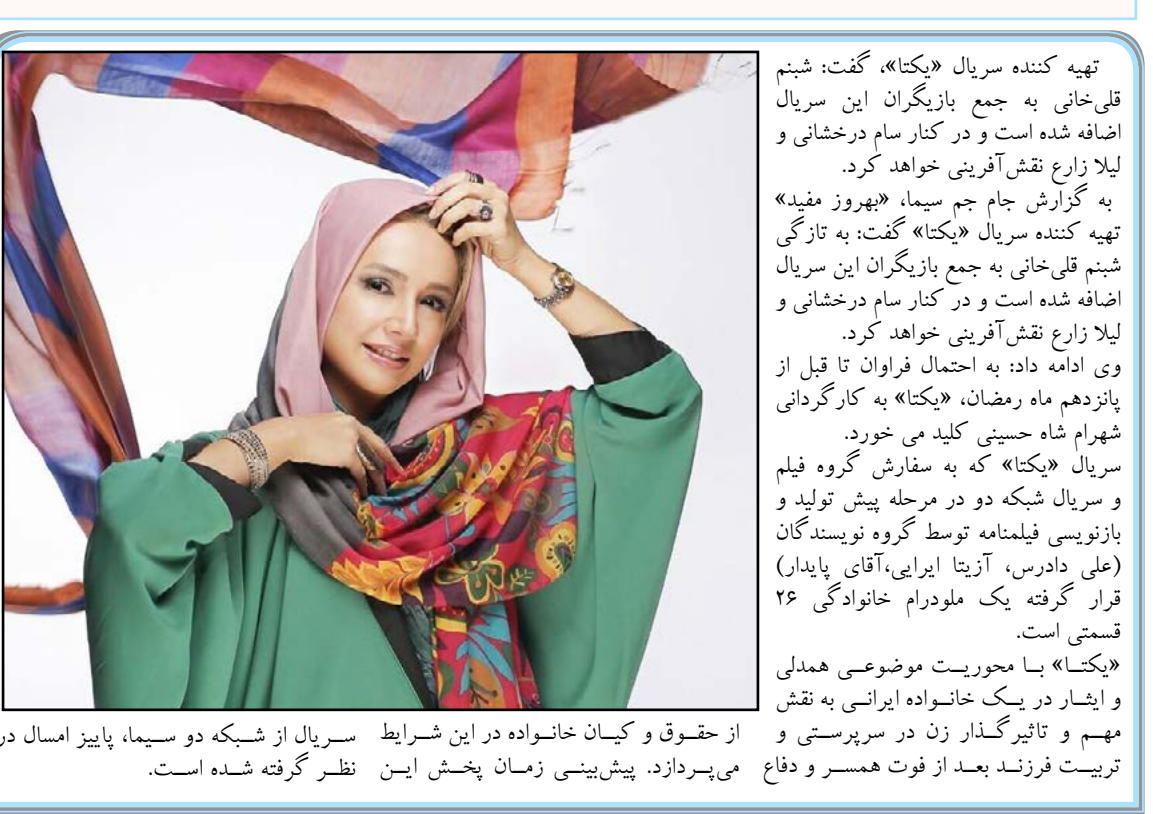 تهیه کننده سریال «یکتا»، گفت: شبنم
قلی‌خانی به جمع بازیگران این سریال
اضافه شده است و در کنار سام درخشانی و
لیلا زارع نقش‌آفرینی خواهد کرد.
به گزارش جام جم سیما، «بهروز مفید»
تهیه کننده سریال «یکتا» گفت: به تازگی
شبنم قلی‌خانی به جمع بازیگران این سریال
اضافه شده است و در کنار سام درخشانی و
لیلا زارع نقش‌آفرینی خواهد کرد.
وی ادامه داد: به احتمال فراوان تا قبل از
پانزدهم ماه رمضان، «یکتا» به کارگردانی
شهرام شاه حسینی کلید می خورد.
سریال «یکتا» که به سفارش گروه فیلم
و سریال شبکه دو در مرحله پیش تولید و
بازنویسی فیلمنامه توسط گروه نویسندگان
(علی دادرس، آزیتا ایرایی،آقای پایدار)
قرار گرفته یک ملودرام خانوادگی ۲۶
قسمتی است.
«یکتا» با محوریت موضوعی همدلی
و ایثار در یک خانواده ایرانی به نقش
مهم و تاثیرگذار زن در سرپرستی و
تربیت فرزند بعد از فوت همسر و دفاع
از حقوق و کیان خانواده در این شرایط
می‌پردازد. پیش‌بینی زمان پخش این
سریال از شبکه دو سیما، پاییز امسال در
نظر گرفته شده است.